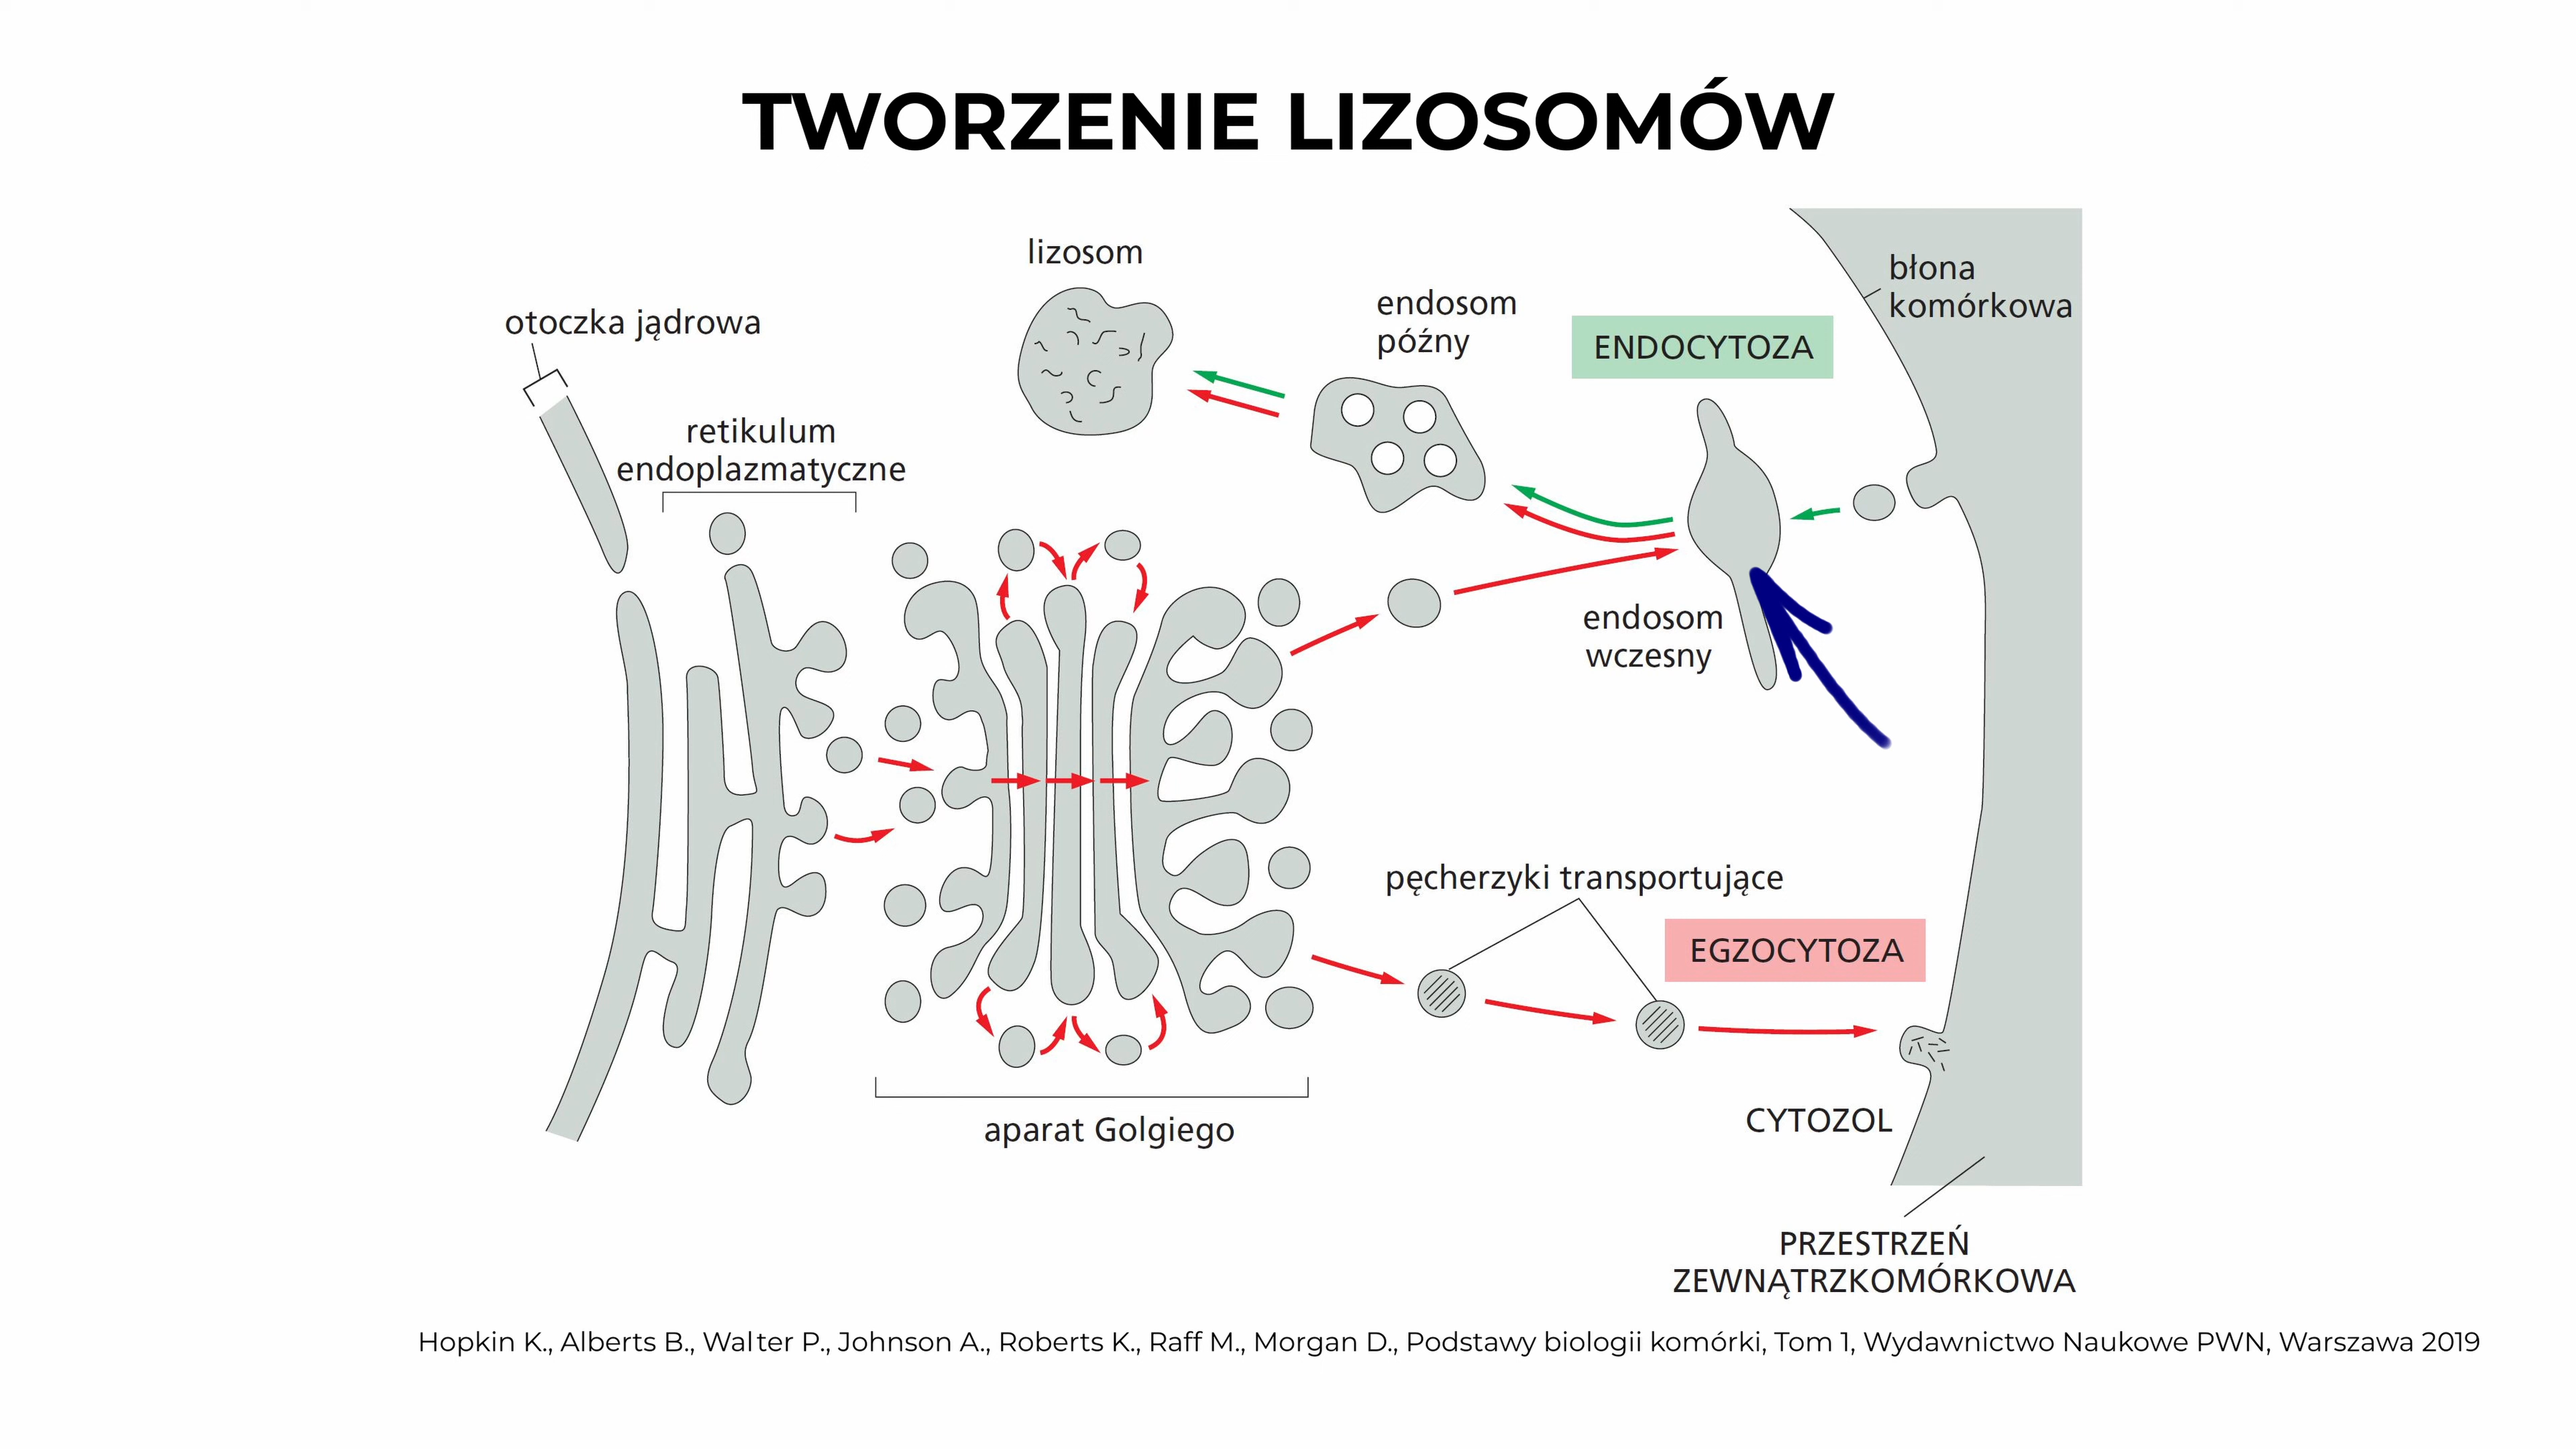 TWORZENIE LIZOSOMÓW
lizosom
otoczka jądrowa
retikulum
endoplazmatyczne
endosom
późny
ENDOCYTOZA
błona
komórkowa
endosom
wczesny
pęcherzyki transportujące
EGZOCYTOZA
aparat Golgiego
CYTOZOL
PRZESTRZEŃ
ZEWNĄTRZKOMÓRKOWA
Hopkin K., Alberts B., Walter P., Johnson A., Roberts K., Raff M., Morgan D., Podstawy biologii komórki, Tom 1, Wydawnictwo Naukowe PWN, Warszawa 2019